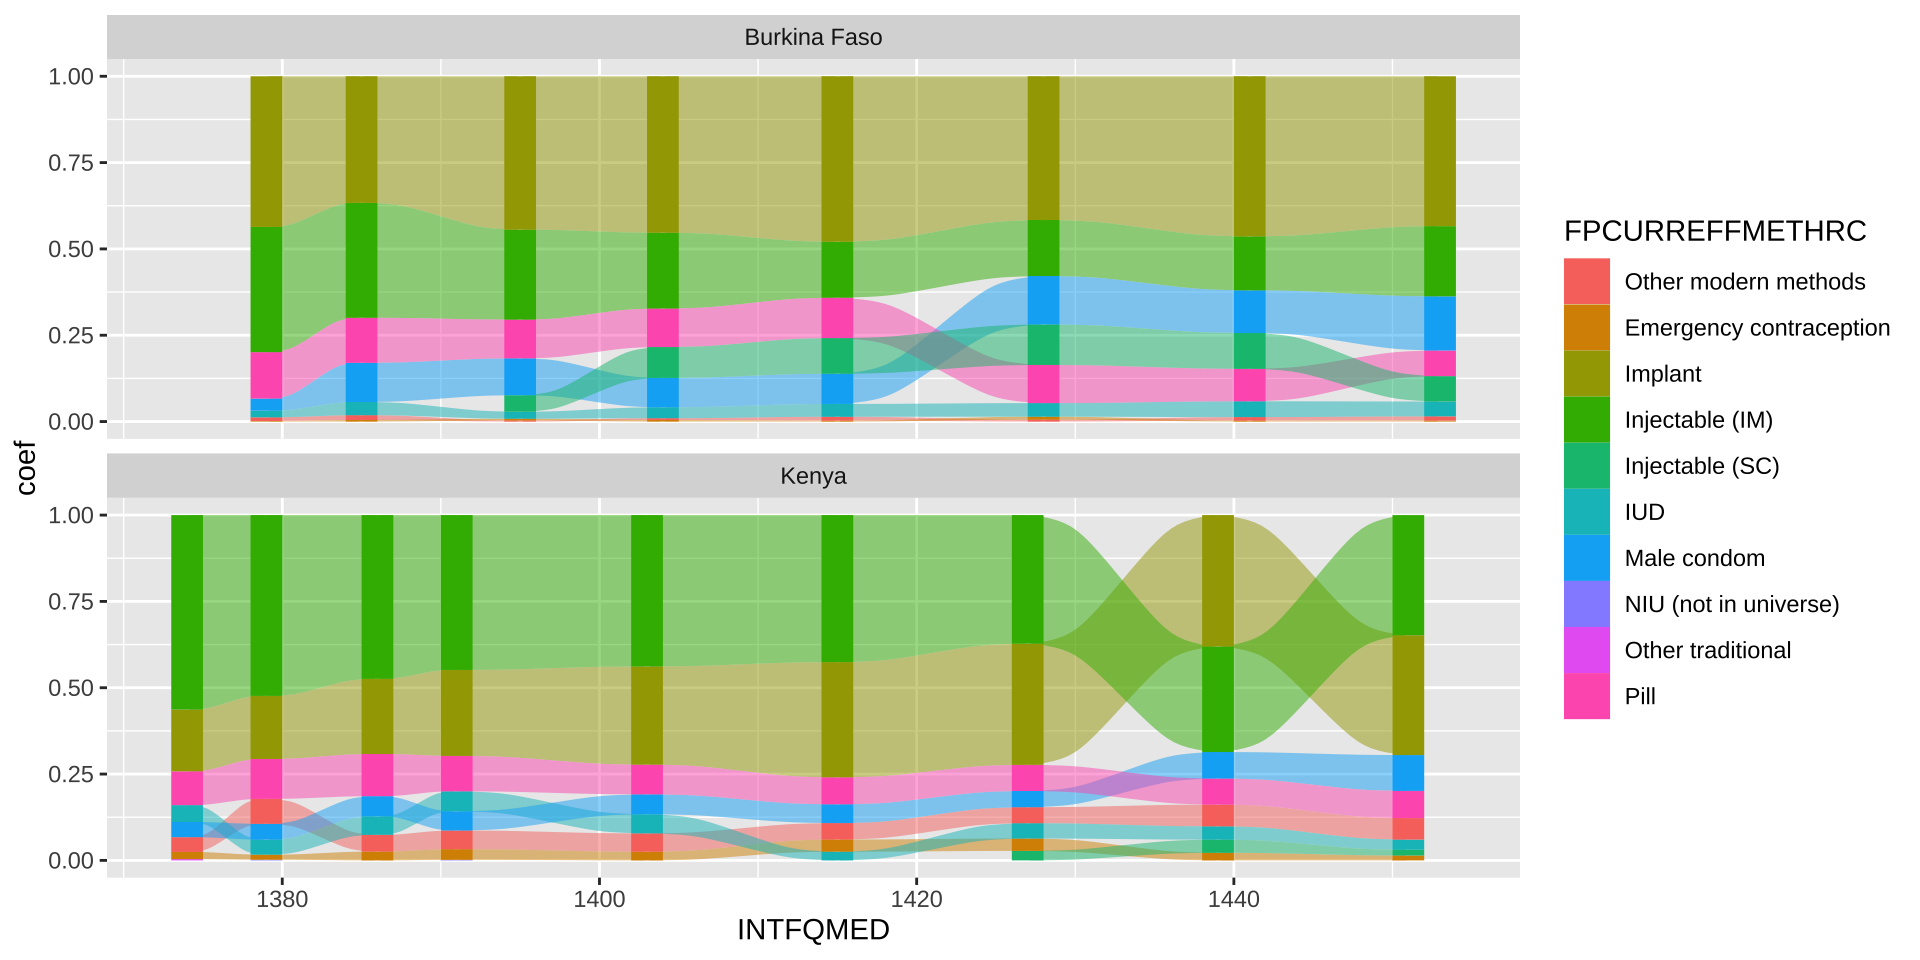 Burkina Faso
1.00
0.75
0.50
0.25
0.00
coef
Kenya
1.00
0.75
0.50
0.25
0.00
1380 1400 1420 1440
INTFQMED
FPCURREFFMETHRC
Other modern methods
Emergency contraception
Implant
Injectable (IM)
Injectable (SC)
IUD
Male condom
NIU (not in universe)
Other traditional
Pill